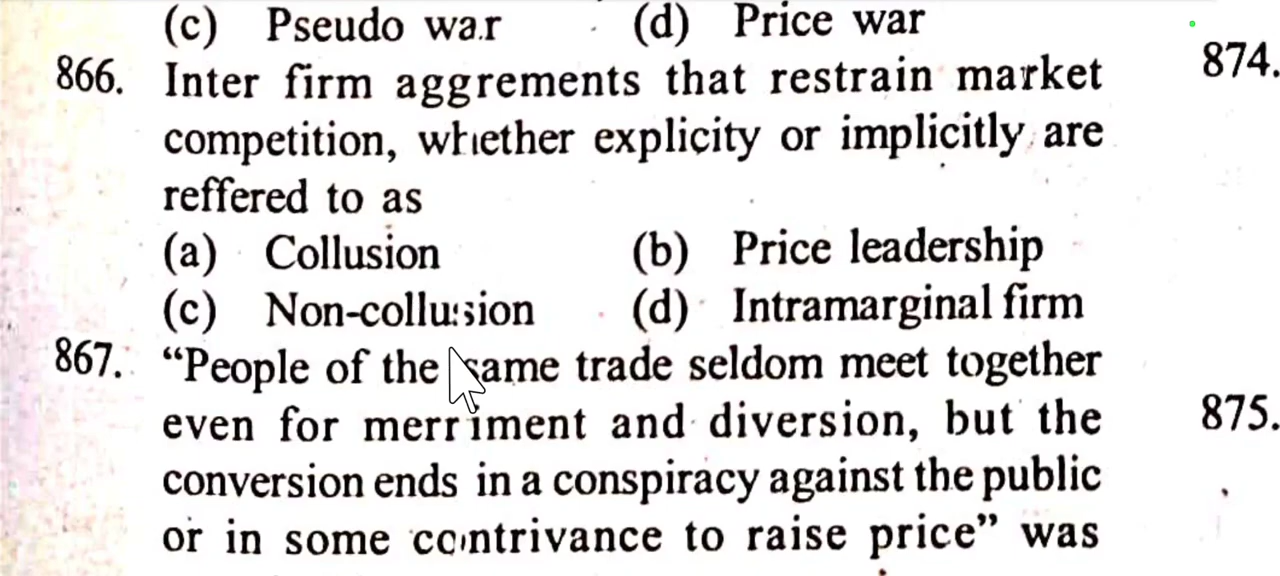 (c) Pseudo war (d) Price war
866. Inter firm aggrements that restrain market
competition, whether explicity or implicitly are
reffered to as
(a) Collusion (b) Price leadership
(c) Non-collusion (d) Intramarginal firm
867. “People of the same trade seldom meet together
even for merriment and diversion, but the
conversion ends in a conspiracy against the public
or in some contrivance to raise price” was
874.
875.